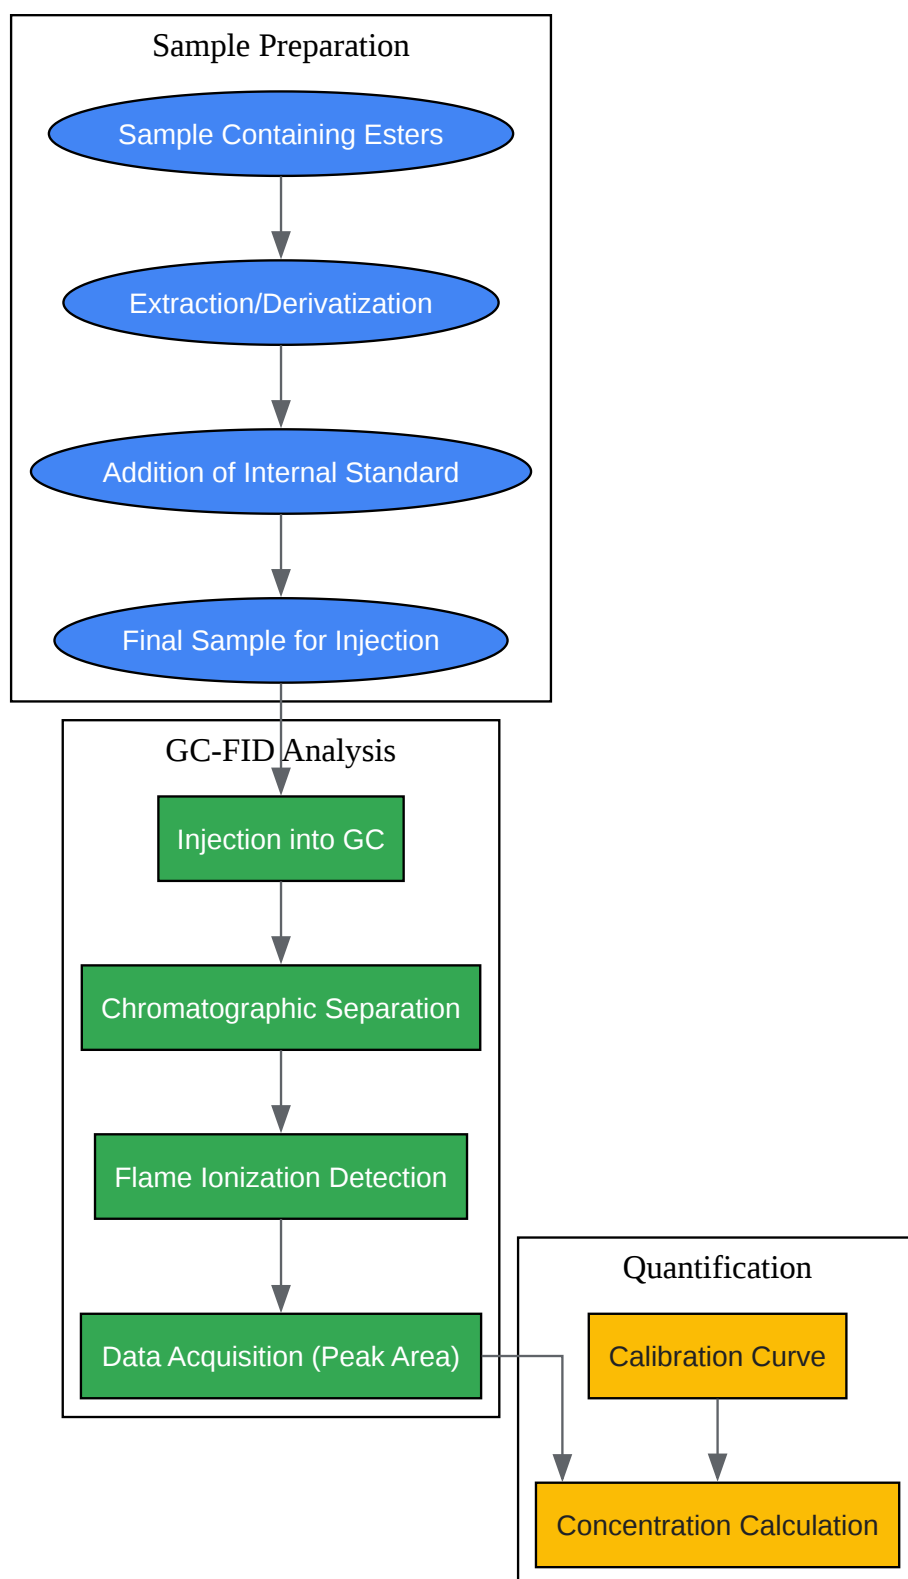 Sample Preparation
Sample Containing Esters
Extraction/Derivatization
Addition of Internal Standard
Final Sample for Injection
GC-FID Analysis
Injection into GC
Chromatographic Separation
Flame Ionization Detection
Data Acquisition (Peak Area)
Quantification
Calibration Curve
Concentration Calculation